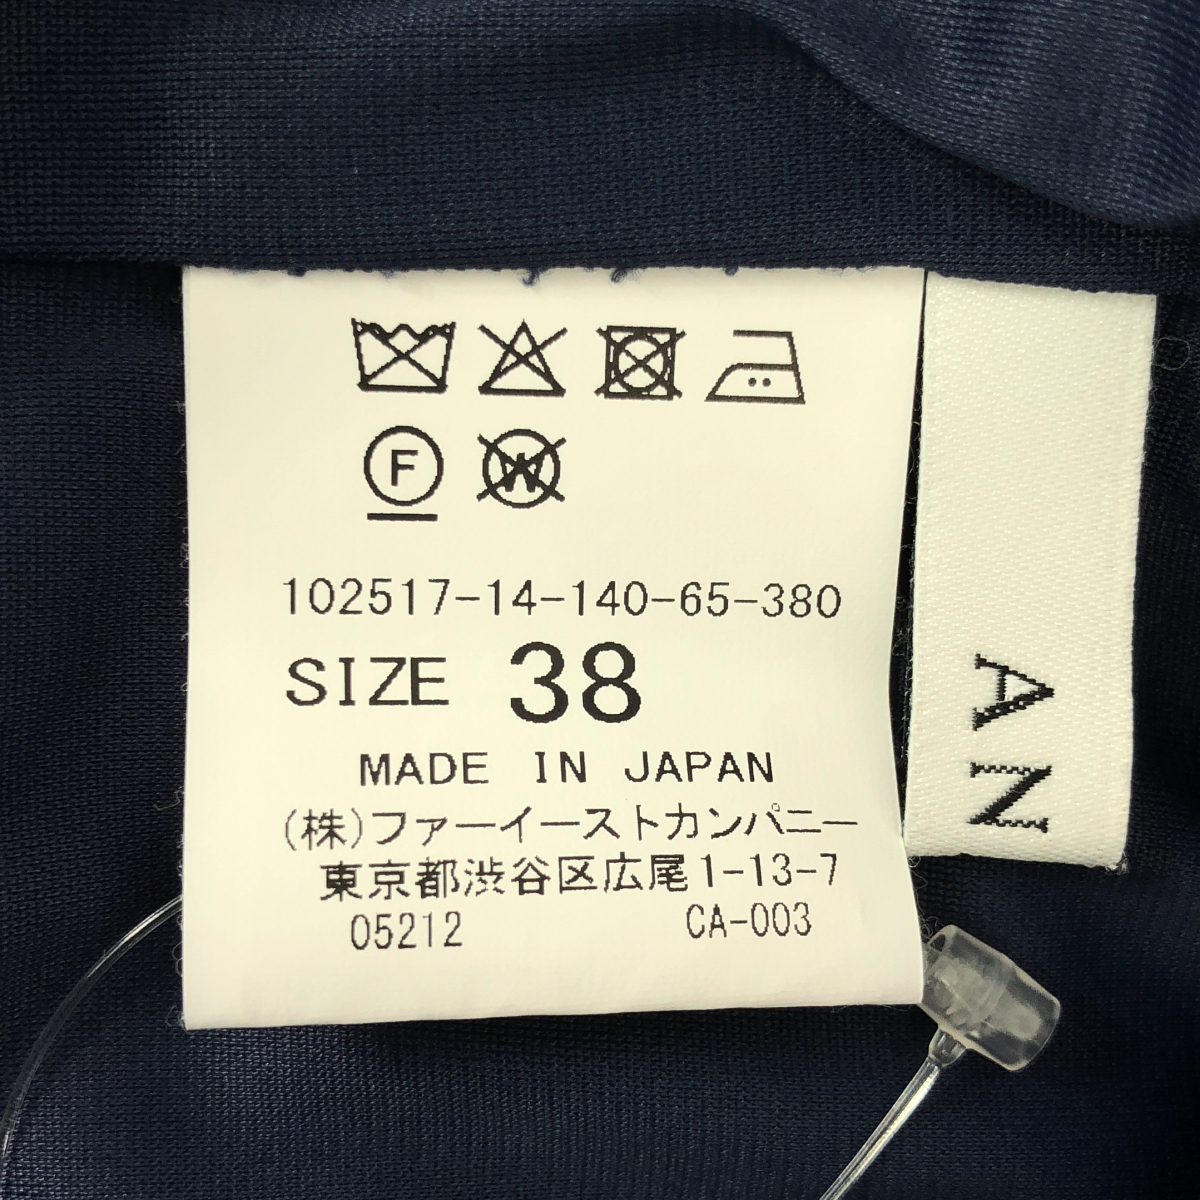 F
W
102517-14-140-65-380
SIZE 38
MADE IN JAPAN
(株)ファーイーストカンパニー
東京都渋谷区広尾1-13-7
05212 CA-003
AN